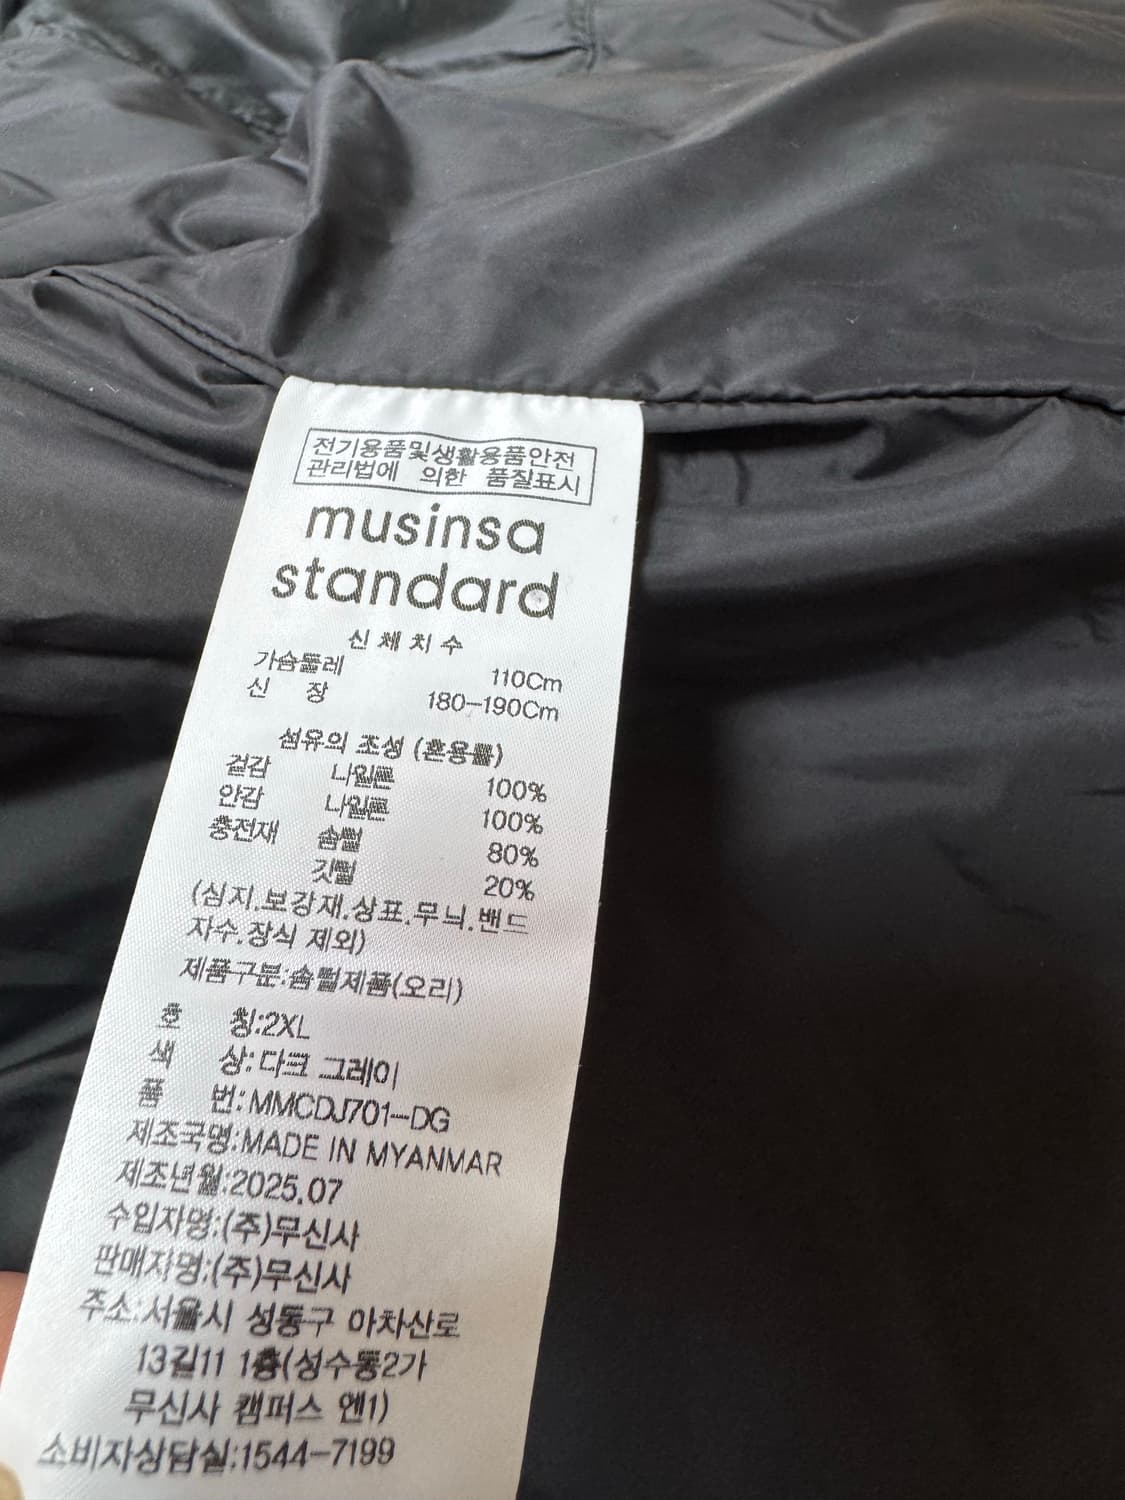 전기용품및생활용품안전
관리법에 의한 품질표시
musinsa
standard
신체치수
가슴둘레 110Cm
신 장 180-190Cm
섬유의 조성 (혼용률)
겉감 나일론 100%
안감 나일론 100%
충전재 솜털 80%
깃털 20%
(심지.보강재.상표.무늬.밴드
자수.장식 제외)
제품구분:솜털제품(오리)
호 칭:2XL
색 상:다크 그레이
품 번:MMCDJ701-DG
제조국명:MADE IN MYANMAR
제조년월:2025.07
수입자명:(주)무신사
판매자명:(주)무신사
주소:서울시 성동구 아차산로
13길11 1층(성수동2가
무신사 캠퍼스 엔1)
소비자상담실:1544-7199